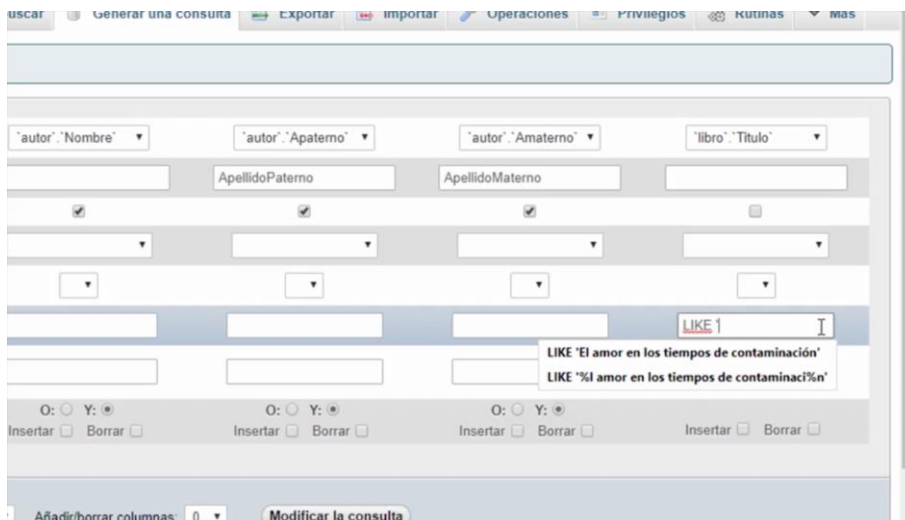 uscar Generar una consulta Exportar Importar Operaciones Privilegios Rutinas Más
`autor`.`Nombre` `autor`.`Apaterno` `autor`.`Amaterno` `libro`.`Titulo`
ApellidoPaterno ApellidoMaterno
LIKE '
LIKE 'El amor en los tiempos de contaminación'
LIKE '%l amor en los tiempos de contaminaci%n'
O: Y: O: Y: O: Y:
Insertar Borrar Insertar Borrar Insertar Borrar Insertar Borrar
Añadir/borrar columnas: 0 Modificar la consulta